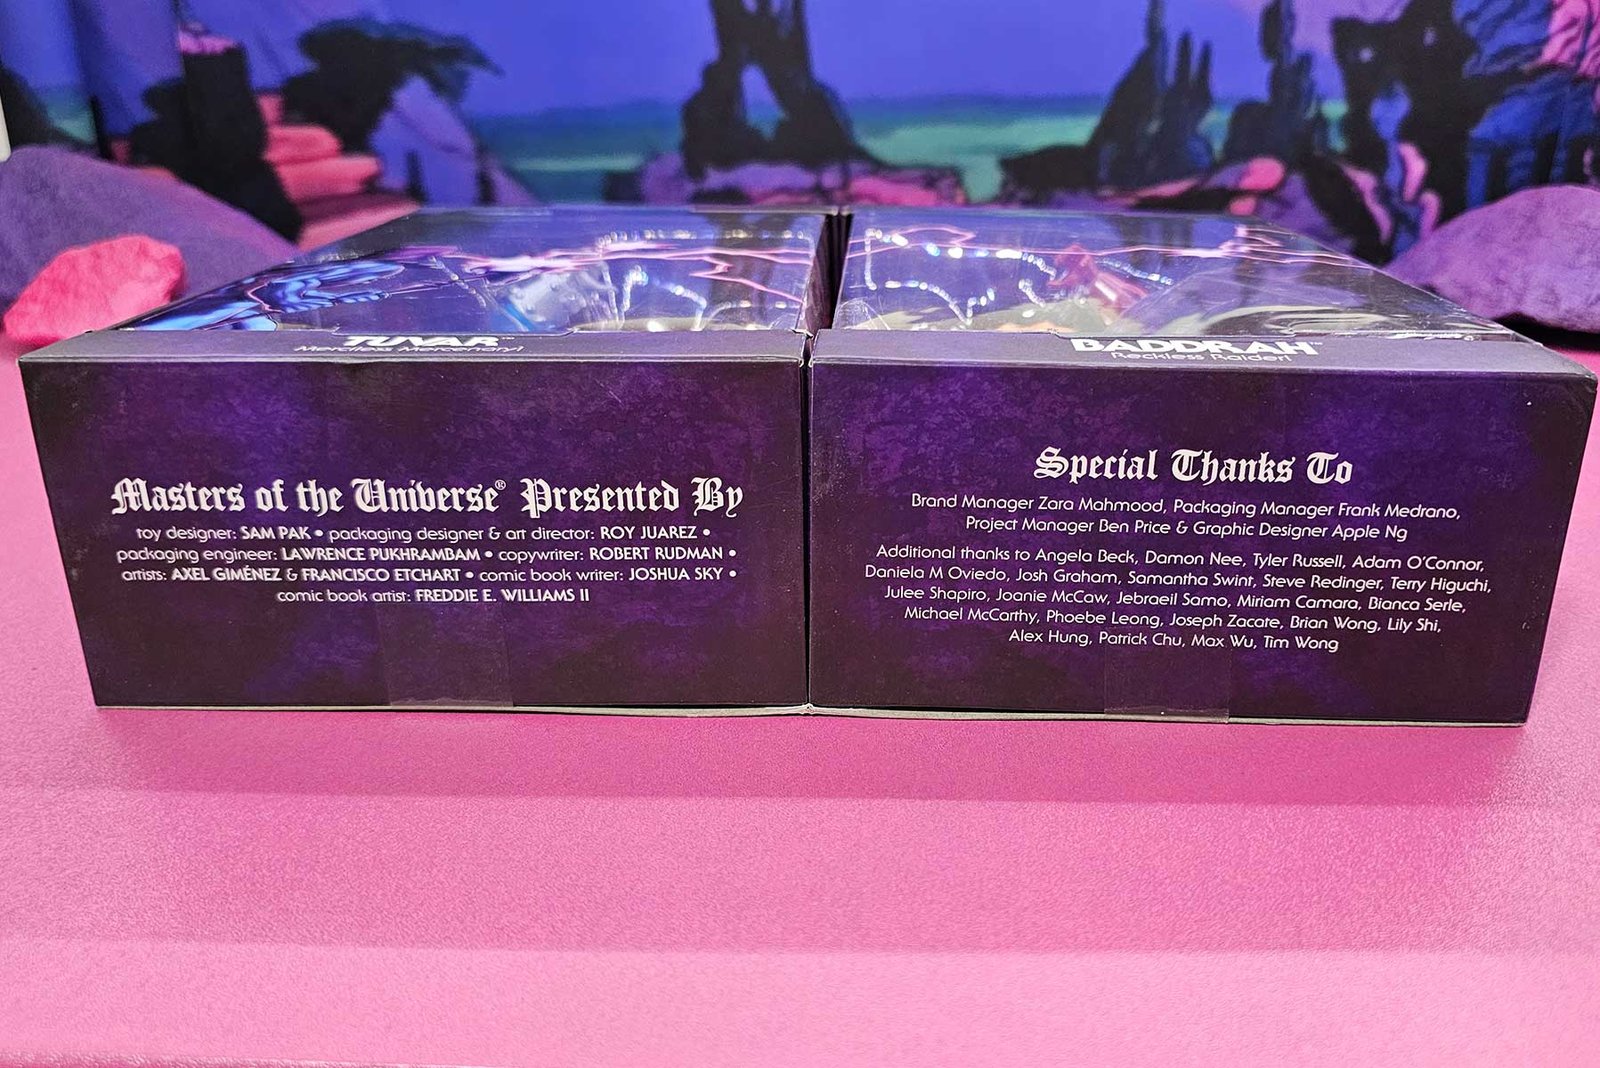 TUVAR™
Merciless Mercenary!
Masters of the Universe® Presented By
toy designer: SAM PAK • packaging designer & art director: ROY JUAREZ •
packaging engineer: LAWRENCE PUKHRAMBAM • copywriter: ROBERT RUDMAN •
artists: AXEL GIMÉNEZ & FRANCISCO ETCHART • comic book writer: JOSHUA SKY •
comic book artist: FREDDIE E. WILLIAMS II
BADDRAH™
Reckless Raider!
Special Thanks To
Brand Manager Zara Mahmood, Packaging Manager Frank Medrano,
Project Manager Ben Price & Graphic Designer Apple Ng
Additional thanks to Angela Beck, Damon Nee, Tyler Russell, Adam O'Connor,
Daniela M Oviedo, Josh Graham, Samantha Swint, Steve Redinger, Terry Higuchi,
Julee Shapiro, Joanie McCaw, Jebraeil Samo, Miriam Camara, Bianca Serle,
Michael McCarthy, Phoebe Leong, Joseph Zacate, Brian Wong, Lily Shi,
Alex Hung, Patrick Chu, Max Wu, Tim Wong